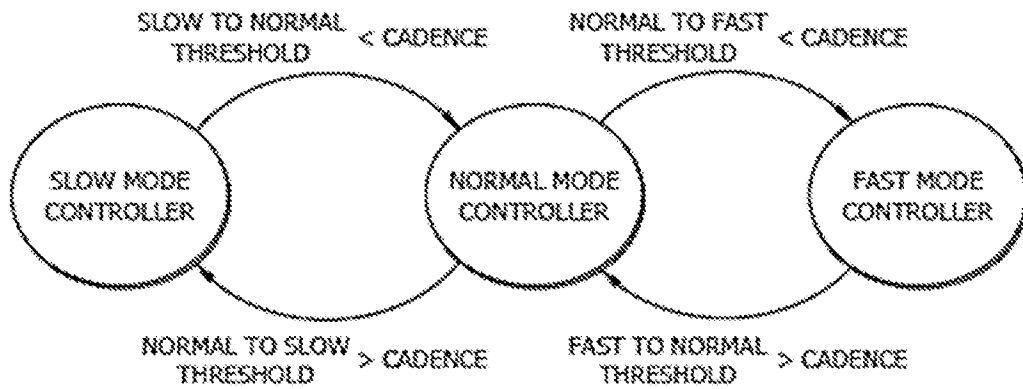 SLOW TO NORMAL
THRESHOLD < CADENCE
NORMAL TO FAST
THRESHOLD < CADENCE
SLOW MODE
CONTROLLER
NORMAL MODE
CONTROLLER
FAST MODE
CONTROLLER
NORMAL TO SLOW
THRESHOLD > CADENCE
FAST TO NORMAL
THRESHOLD > CADENCE